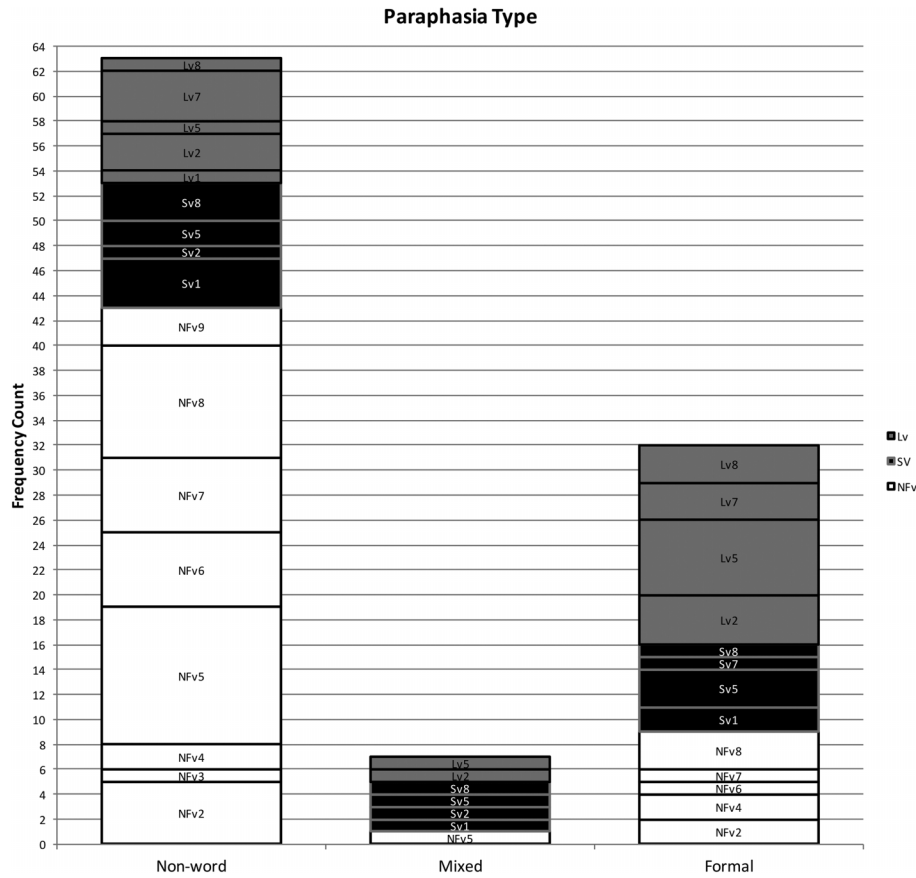 Paraphasia Type
Frequency Count
64
62
60
58
56
54
52
50
48
46
44
42
40
38
36
34
32
30
28
26
24
22
20
18
16
14
12
10
8
6
4
2
0
Lv8
Lv7
Lv5
Lv2
Lv1
Sv8
Sv5
Sv2
Sv1
NFv9
NFv8
NFv7
NFv6
NFv5
NFv4
NFv3
NFv2
Lv5
Lv2
Sv8
Sv5
Sv2
Sv1
NFv5
Lv8
Lv7
Lv5
Lv2
Sv8
Sv7
Sv5
Sv1
NFv8
NFv7
NFv6
NFv4
NFv2
Non-word Mixed Formal
Lv
SV
NFv